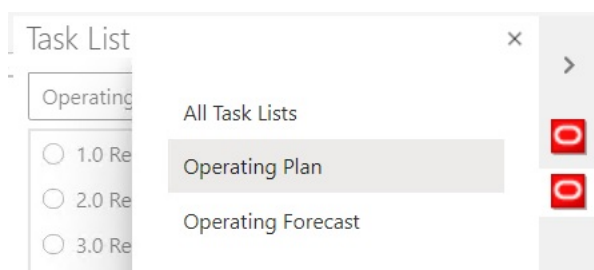 Task List
Operating
All Task Lists
1.0 Re
Operating Plan
2.0 Re
Operating Forecast
3.0 Re